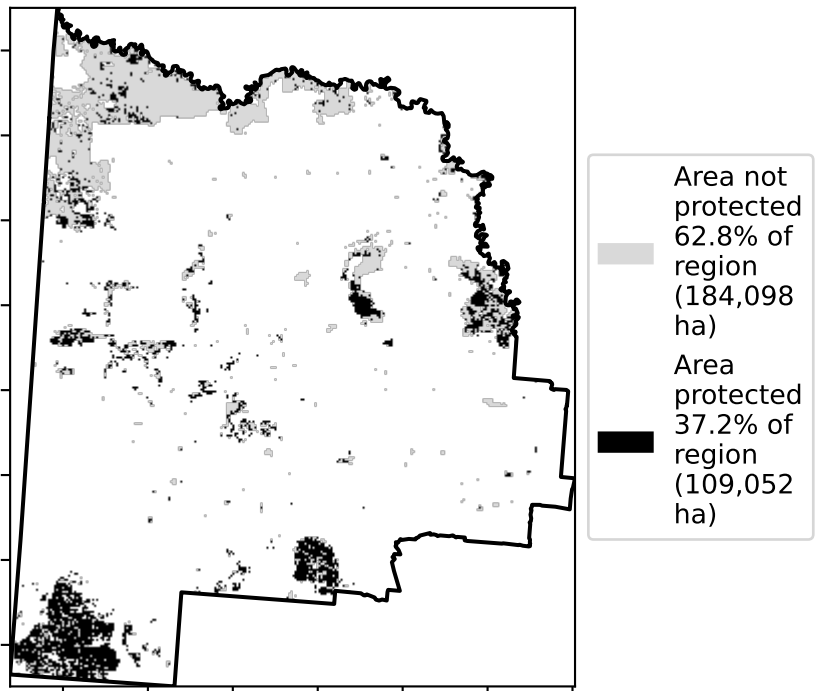 Area not
protected
62.8% of
region
(184,098
ha)
Area
protected
37.2% of
region
(109,052
ha)